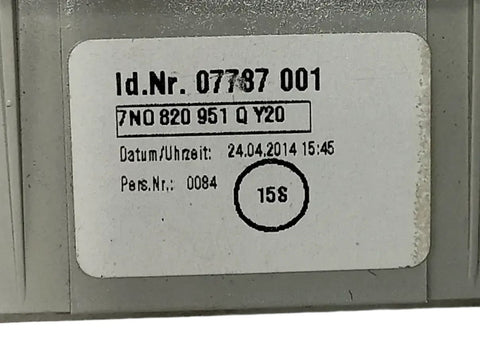 Id.Nr. 07787 001
7N0 820 951 Q Y20
Datum/Uhrzeit: 24.04.2014 15:45
Pers.Nr.: 0084
15S